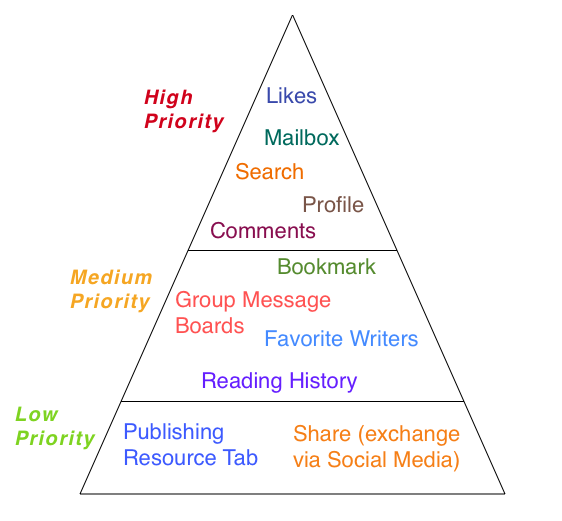 High
Priority
Likes
Mailbox
Search
Profile
Comments
Medium
Priority
Bookmark
Group Message
Boards
Favorite Writers
Reading History
Low
Priority
Publishing
Resource Tab
Share (exchange
via Social Media)